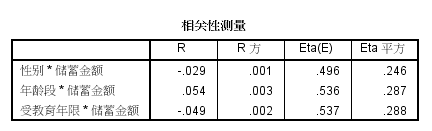 相关性测量
R R 方 Eta(E) Eta 平方
性别 * 储蓄金额 -.029 .001 .496 .246
年龄段 * 储蓄金额 .054 .003 .536 .287
受教育年限 * 储蓄金额 -.049 .002 .537 .288